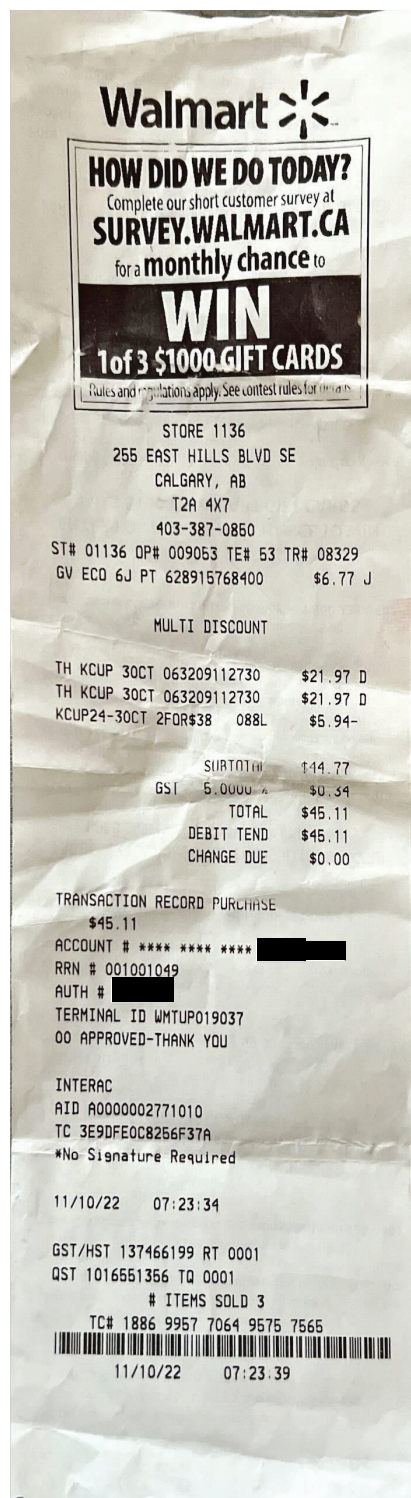 Walmart
HOW DID WE DO TODAY?
Complete our short customer survey at
SURVEY.WALMART.CA
for a monthly chance to
WIN
1 of 3 $1000 GIFT CARDS
Rules and regulations apply. See contest rules for details
STORE 1136
255 EAST HILLS BLVD SE
CALGARY, AB
T2A 4X7
403-387-0850
ST# 01136 OP# 009053 TE# 53 TR# 08329
GV ECO 6J PT 628915768400 $6.77 J
MULTI DISCOUNT
TH KCUP 30CT 063209112730 $21.97 D
TH KCUP 30CT 063209112730 $21.97 D
KCUP24-30CT 2FOR$38 088L $5.94-
SUBTOTAL $44.77
GST 5.0000 % $0.34
TOTAL $45.11
DEBIT TEND $45.11
CHANGE DUE $0.00
TRANSACTION RECORD PURCHASE
$45.11
ACCOUNT # **** **** ****
RRN # 001001049
AUTH #
TERMINAL ID WMTUP019037
00 APPROVED-THANK YOU
INTERAC
AID A0000002771010
TC 3E9DFE0C8256F37A
*No Signature Required
11/10/22 07:23:34
GST/HST 137466199 RT 0001
QST 1016551356 TQ 0001
# ITEMS SOLD 3
TC# 1886 9957 7064 9575 7565
11/10/22 07:23:39